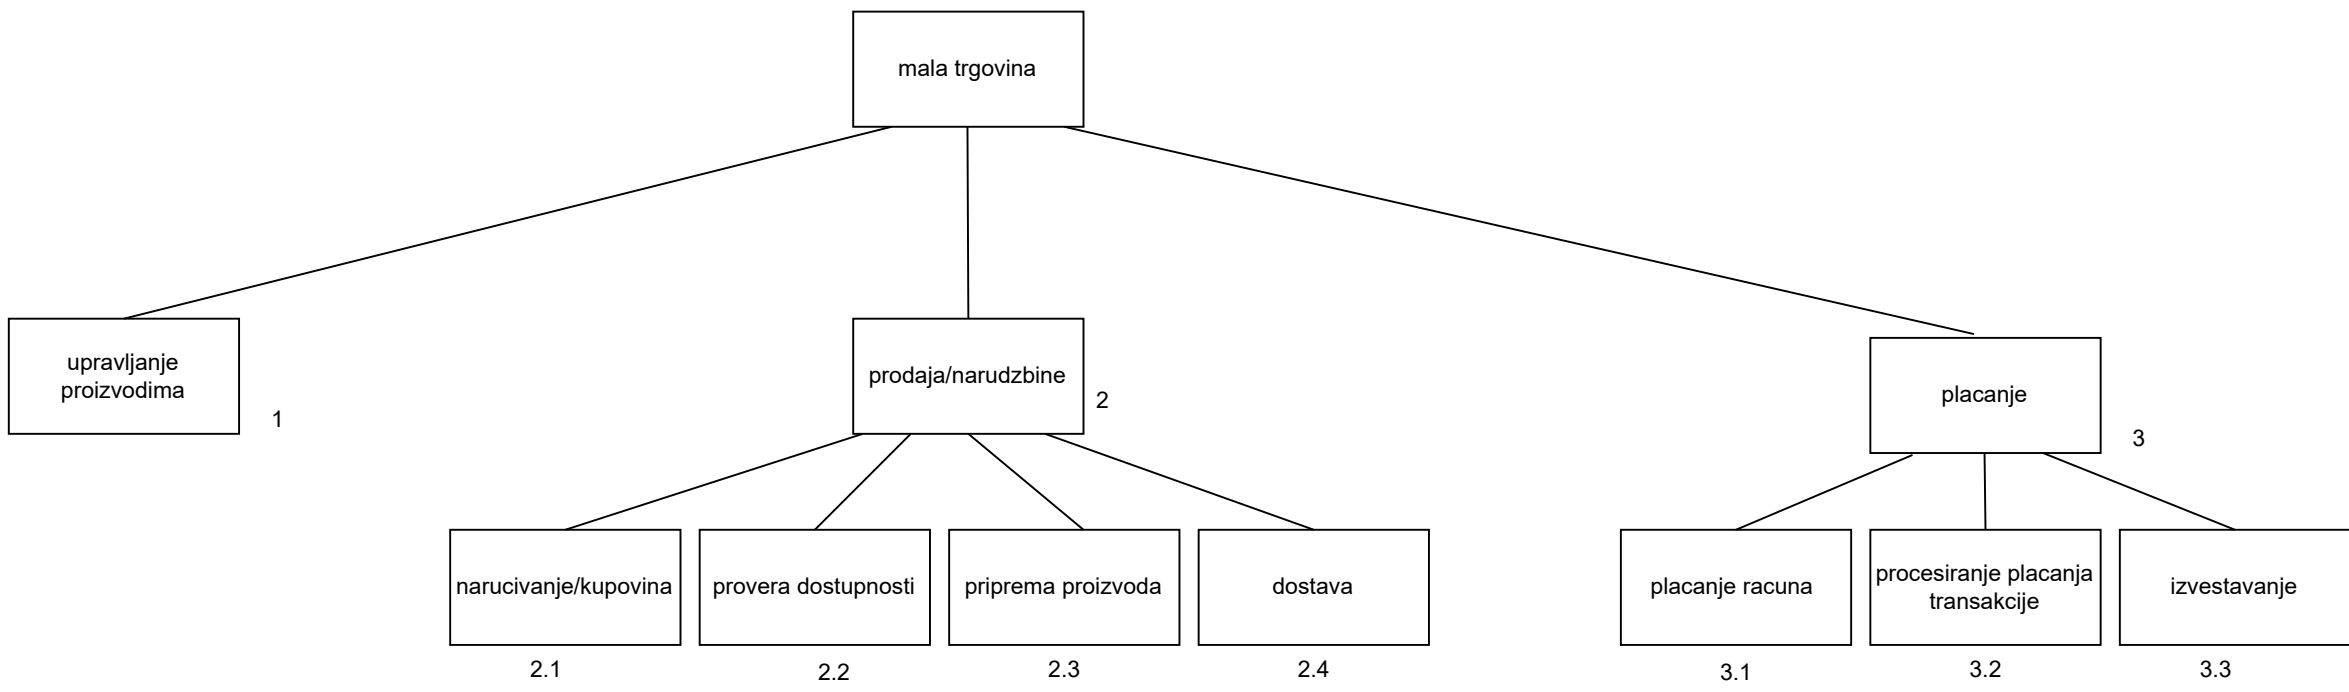 mala trgovina
upravljanje
proizvodima
1
prodaja/narudzbine
2
placanje
3
narucivanje/kupovina
provera dostupnosti
priprema proizvoda
dostava
placanje racuna
procesiranje placanja
transakcije
izvestavanje
2.1
2.2
2.3
2.4
3.1
3.2
3.3